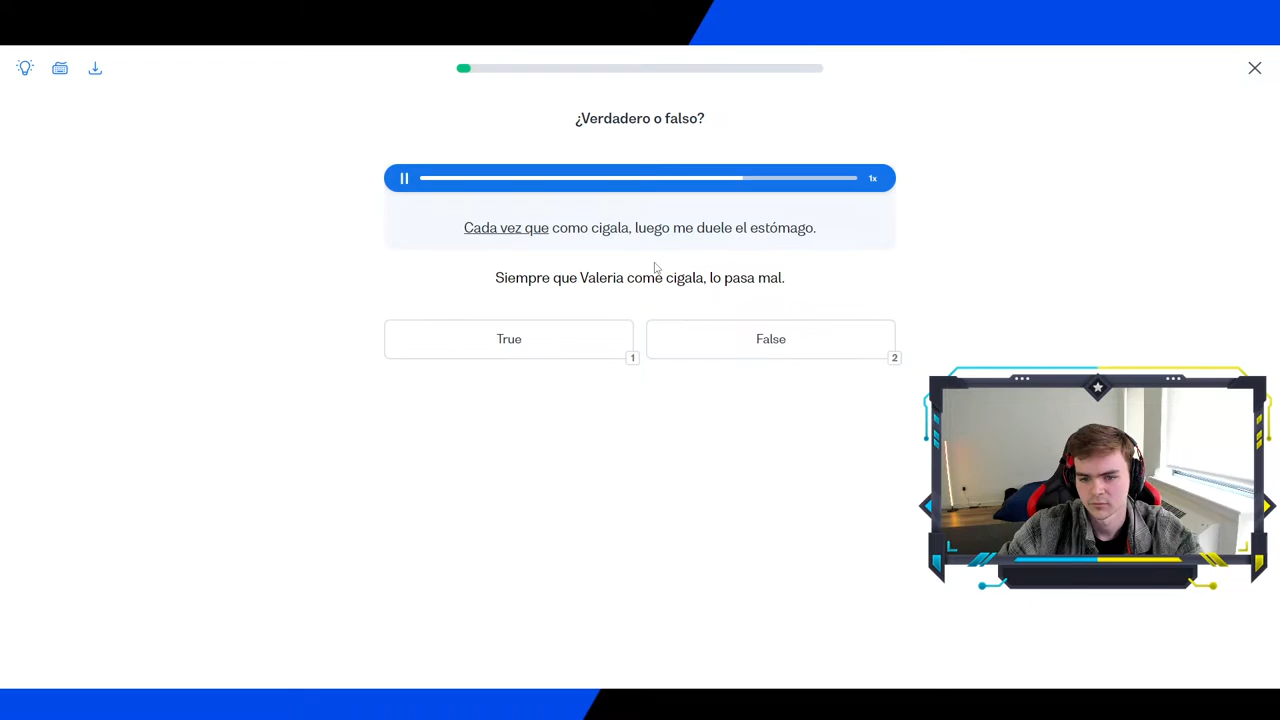 ¿Verdadero o falso?
1x
Cada vez que como cigala, luego me duele el estómago.
Siempre que Valeria come cigala, lo pasa mal.
True
1
False
2